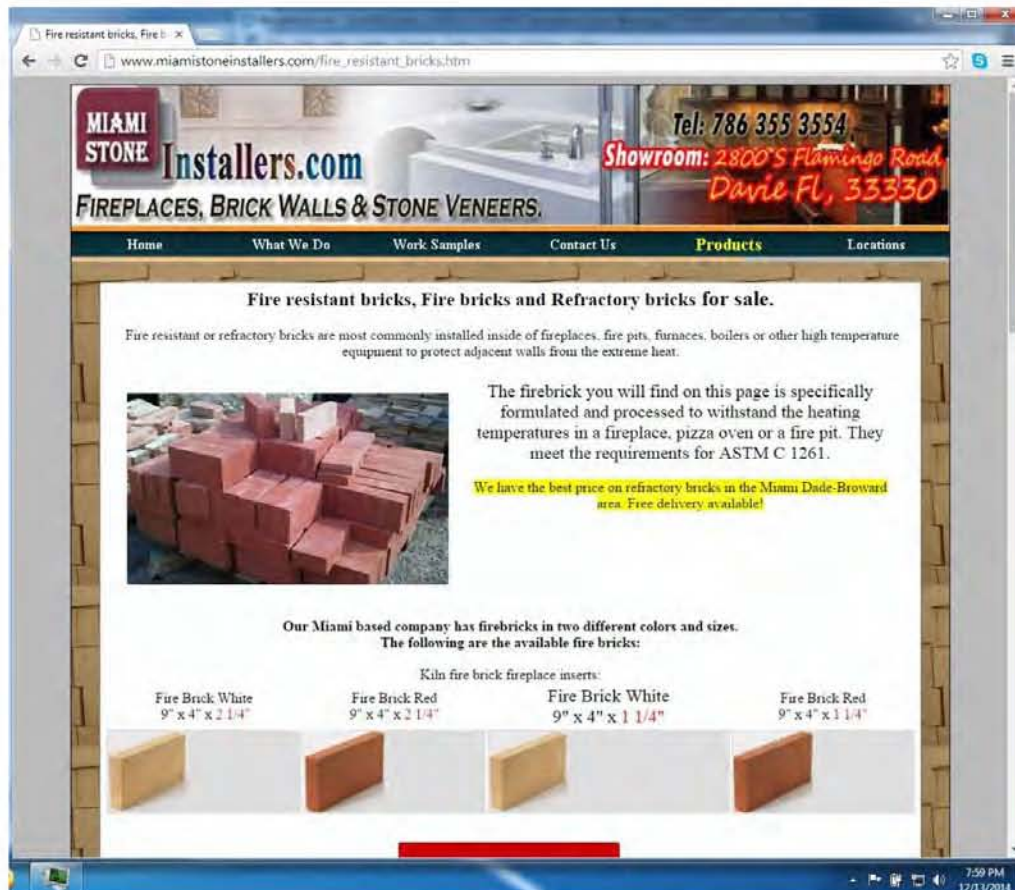 Fire resistant bricks, Fire b
www.miamistoneinstallers.com/fire_resistant_bricks.htm
MIAMI
STONE
Installers.com
FIREPLACES, BRICK WALLS & STONE VENEERS.
Tel: 786 355 3554
Showroom: 2800 S Flamingo Road
Davie Fl, 33330
Home What We Do Work Samples Contact Us Products Locations
Fire resistant bricks, Fire bricks and Refractory bricks for sale.
Fire resistant or refractory bricks are most commonly installed inside of fireplaces, fire pits, furnaces, boilers or other high temperature
equipment to protect adjacent walls from the extreme heat.
The firebrick you will find on this page is specifically
formulated and processed to withstand the heating
temperatures in a fireplace, pizza oven or a fire pit. They
meet the requirements for ASTM C 1261.
We have the best price on refractory bricks in the Miami Dade-Broward
area. Free delivery available!
Our Miami based company has firebricks in two different colors and sizes.
The following are the available fire bricks:
Kiln fire brick fireplace inserts:
Fire Brick White Fire Brick Red Fire Brick White Fire Brick Red
9" x 4" x 2 1/4" 9" x 4" x 2 1/4" 9" x 4" x 1 1/4" 9" x 4" x 1 1/4"
7:59 PM
12/13/2014